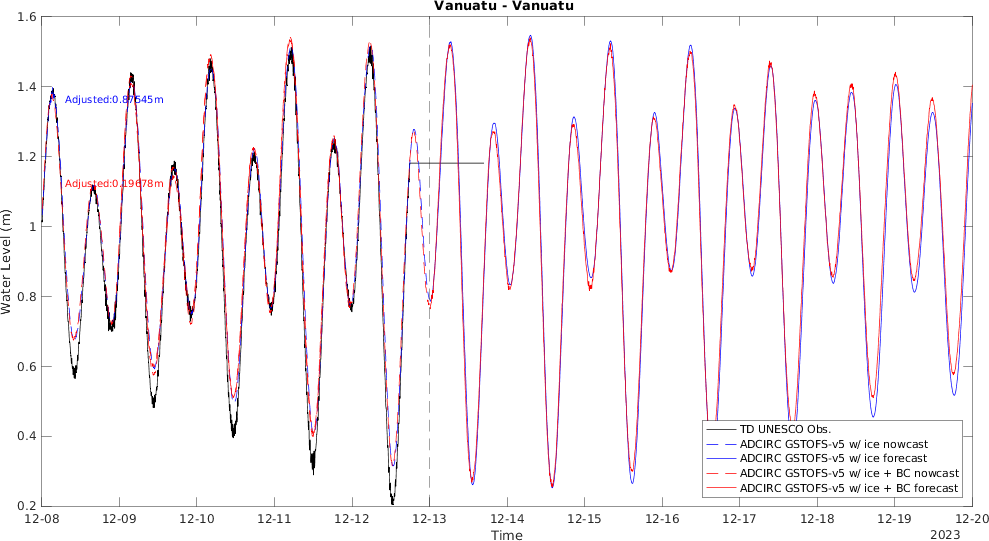 Vanuatu - Vanuatu
1.6
1.4
1.2
1
0.8
0.6
0.4
0.2
Water Level (m)
Adjusted:0.87545m
Adjusted:0.19678m
TD UNESCO Obs.
ADCIRC GSTOFS-v5 w/ ice nowcast
ADCIRC GSTOFS-v5 w/ ice forecast
ADCIRC GSTOFS-v5 w/ ice + BC nowcast
ADCIRC GSTOFS-v5 w/ ice + BC forecast
12-08 12-09 12-10 12-11 12-12 12-13 12-14 12-15 12-16 12-17 12-18 12-19 12-20
Time
2023